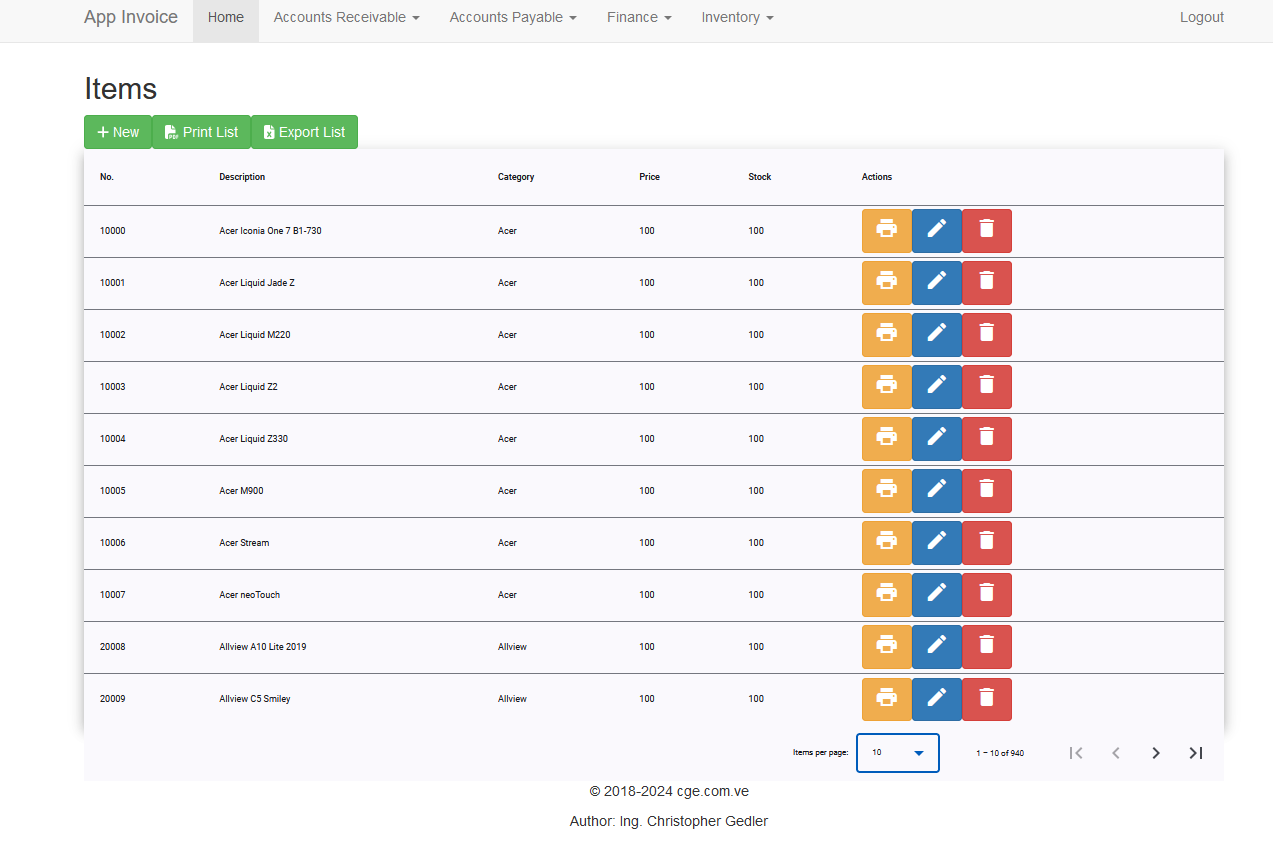 App Invoice Home Accounts Receivable Accounts Payable Finance Inventory Logout
Items
New Print List Export List
No. Description Category Price Stock Actions
10000 Acer Iconia One 7 B1-730 Acer 100 100
10001 Acer Liquid Jade Z Acer 100 100
10002 Acer Liquid M220 Acer 100 100
10003 Acer Liquid Z2 Acer 100 100
10004 Acer Liquid Z330 Acer 100 100
10005 Acer M900 Acer 100 100
10006 Acer Stream Acer 100 100
10007 Acer neoTouch Acer 100 100
20008 Allview A10 Lite 2019 Allview 100 100
20009 Allview C5 Smiley Allview 100 100
Items per page: 10 1 – 10 of 940
© 2018-2024 cge.com.ve
Author: Ing. Christopher Gedler